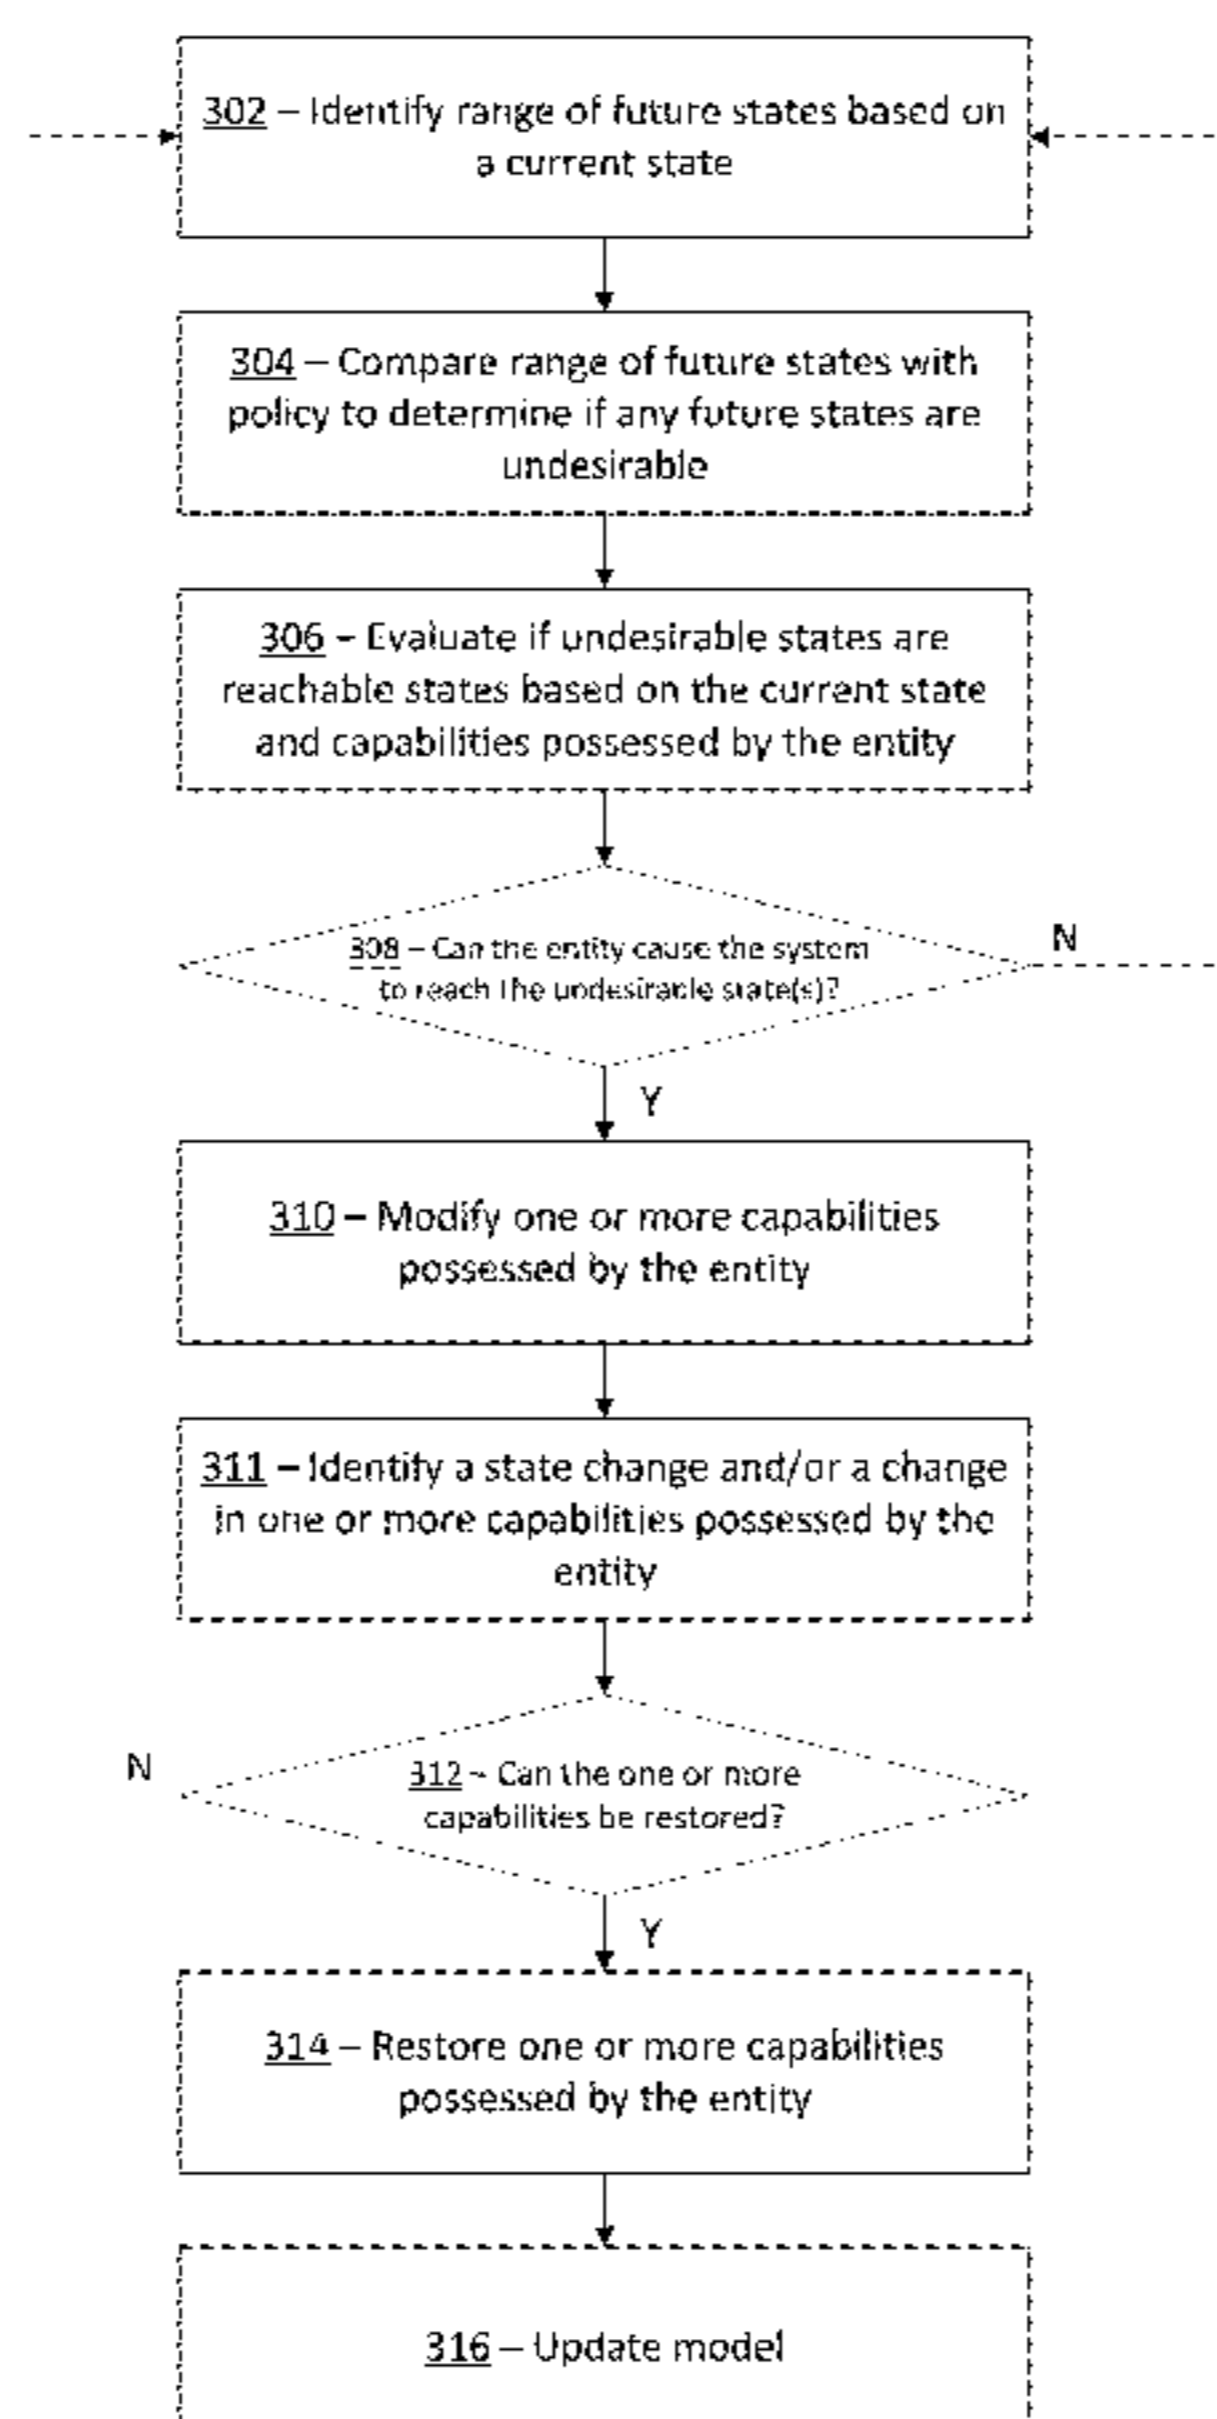 302 – Identify range of future states based on
a current state
304 – Compare range of future states with
policy to determine if any future states are
undesirable
306 – Evaluate if undesirable states are
reachable states based on the current state
and capabilities possessed by the entity
308 – Can the entity cause the system
to reach the undesirable state(s)?
N
Y
310 – Modify one or more capabilities
possessed by the entity
311 – Identify a state change and/or a change
in one or more capabilities possessed by the
entity
N
312 – Can the one or more
capabilities be restored?
Y
314 – Restore one or more capabilities
possessed by the entity
316 – Update model